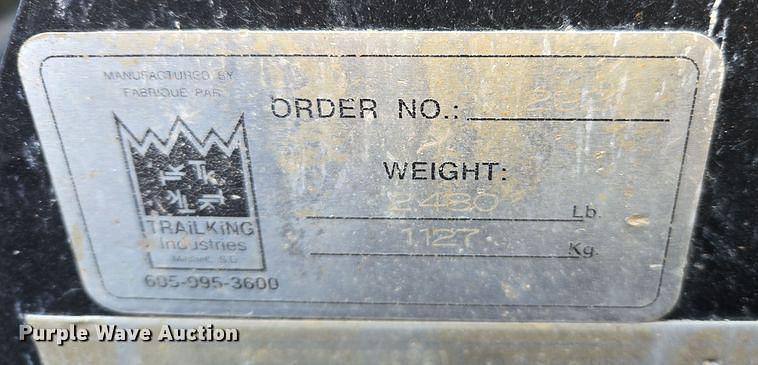 MANUFACTURED BY
FABRIQUE PAR
TRAILKING
Industries
Mitchell, S.D.
605-995-3600
ORDER NO.:
WEIGHT:
2480 Lb.
1127 Kg.
Purple Wave Auction